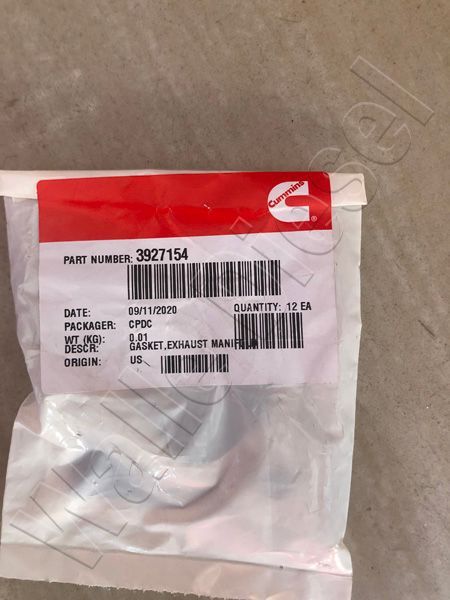 Cummins
®
PART NUMBER: 3927154
DATE: 09/11/2020 QUANTITY: 12 EA
PACKAGER: CPDC
WT (KG): 0.01
DESCR: GASKET,EXHAUST MANIFOLD
ORIGIN: US